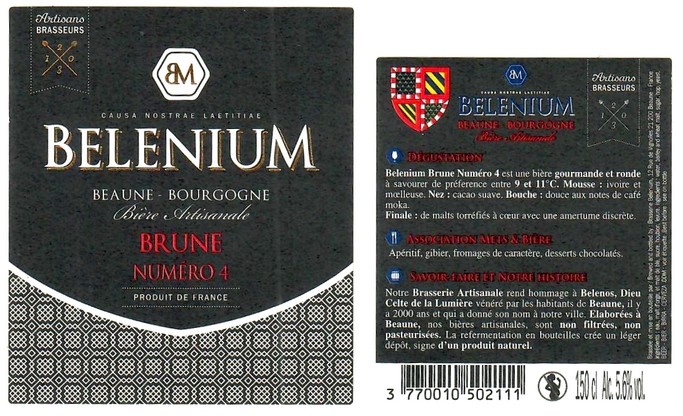 Artisans
BRASSEURS
2
1 0
3
BM
CAUSA NOSTRAE LAETITIAE
BELENIUM
BEAUNE - BOURGOGNE
Bière Artisanale
BRUNE
NUMÉRO 4
PRODUIT DE FRANCE
BM
CAUSA NOSTRAE LAETITIAE
BELENIUM
BEAUNE - BOURGOGNE
Bière Artisanale
Artisans
BRASSEURS
DÉGUSTATION
Belenium Brune Numéro 4 est une bière gourmande et ronde
à savourer de préference entre 9 et 11°C. Mousse : ivoire et
mœlleuse. Nez : cacao suave. Bouche : douce aux notes de café
moka.
Finale : de malts torréfiés à cœur avec une amertume discrète.
ASSOCIATION METS & BIÈRE
Apéritif, gibier, fromages de caractère, desserts chocolatés.
SAVOIR-FAIRE ET NOTRE HISTOIRE
Notre Brasserie Artisanale rend hommage à Belenos, Dieu
Celte de la Lumière vénéré par les habitants de Beaune, il y
a 2000 ans et qui a donné son nom à notre ville. Elaborées à
Beaune, nos bières artisanales, sont non filtrées, non
pasteurisées. La refermentation en bouteilles crée un léger
dépôt, signe d'un produit naturel.
3 770010 502111
150 cl Alc. 5.6% vol.